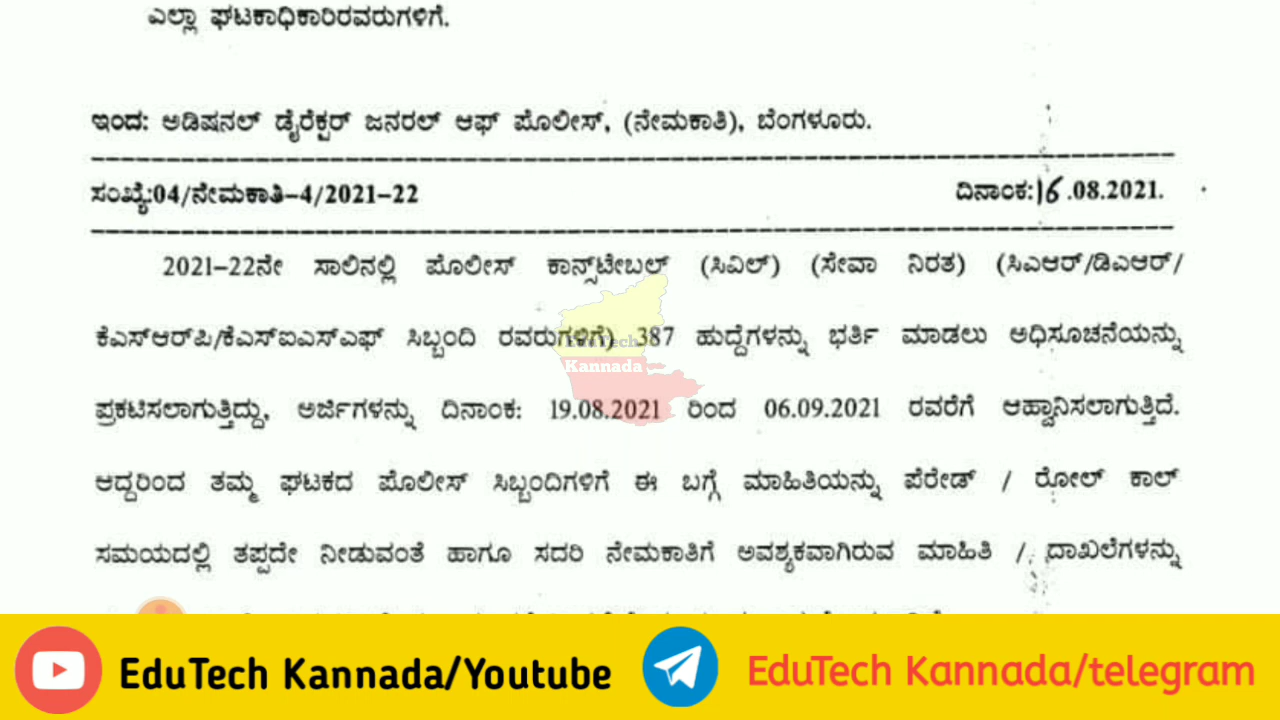 ಎಲ್ಲಾ ಘಟಕಾಧಿಕಾರಿರವರುಗಳಿಗೆ.
ಇಂದ: ಅಡಿಷನಲ್ ಡೈರೆಕ್ಟರ್ ಜನರಲ್ ಆಫ್ ಪೊಲೀಸ್, (ನೇಮಕಾತಿ), ಬೆಂಗಳೂರು.
ಸಂಖ್ಯೆ:04/ನೇಮಕಾತಿ-4/2021-22 ದಿನಾಂಕ:16.08.2021.
2021-22ನೇ ಸಾಲಿನಲ್ಲಿ ಪೊಲೀಸ್ ಕಾನ್ಸ್‌ಟೇಬಲ್ (ಸಿವಿಲ್) (ಸೇವಾ ನಿರತ) (ಸಿಎಆರ್/ಡಿಎಆರ್/
ಕೆಎಸ್ಆರ್‌ಪಿ/ಕೆಎಸ್ಐಎಸ್ಎಫ್ ಸಿಬ್ಬಂದಿ ರವರುಗಳಿಗೆ) 387 ಹುದ್ದೆಗಳನ್ನು ಭರ್ತಿ ಮಾಡಲು ಅಧಿಸೂಚನೆಯನ್ನು
EduTech
Kannada
ಪ್ರಕಟಿಸಲಾಗುತ್ತಿದ್ದು, ಅರ್ಜಿಗಳನ್ನು ದಿನಾಂಕ: 19.08.2021 ರಿಂದ 06.09.2021 ರವರೆಗೆ ಆಹ್ವಾನಿಸಲಾಗುತ್ತಿದೆ.
ಆದ್ದರಿಂದ ತಮ್ಮ ಘಟಕದ ಪೊಲೀಸ್ ಸಿಬ್ಬಂದಿಗಳಿಗೆ ಈ ಬಗ್ಗೆ ಮಾಹಿತಿಯನ್ನು ಪೆರೇಡ್ / ರೋಲ್ ಕಾಲ್
ಸಮಯದಲ್ಲಿ ತಪ್ಪದೇ ನೀಡುವಂತೆ ಹಾಗೂ ಸದರಿ ನೇಮಕಾತಿಗೆ ಅವಶ್ಯಕವಾಗಿರುವ ಮಾಹಿತಿ / ದಾಖಲೆಗಳನ್ನು
EduTech Kannada/Youtube
EduTech Kannada/telegram